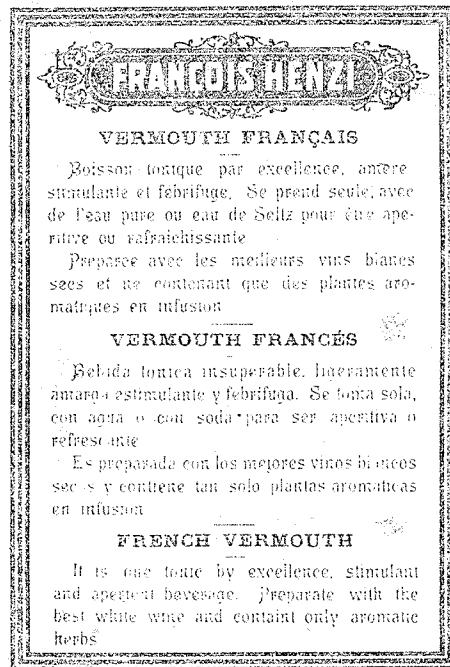 FRANÇOIS HENZI
VERMOUTH FRANÇAIS
Boisson tonique par excellence, amère
stimulante et febrifuge. Se prend seule, avec
de l'eau pure ou eau de Seltz pour être ape-
ritive ou rafraichissante
Preparee avec les meilleurs vins blancs
secs et ne contenant que des plantes aro-
matiques en infusion
VERMOUTH FRANCÉS
Bebida tonica insuperable, ligeramente
amarga estimulante y febrifuga. Se toma sola,
con agua o con soda para ser aperitiva o
refrescante
Es preparada con los mejores vinos blancos
secos y contiene tan solo plantas aromaticas
en infusion
FRENCH VERMOUTH
It is one tonic by excellence, stimulant
and aperient beverage. Preparate with the
best white wine and containt only aromatic
herbs